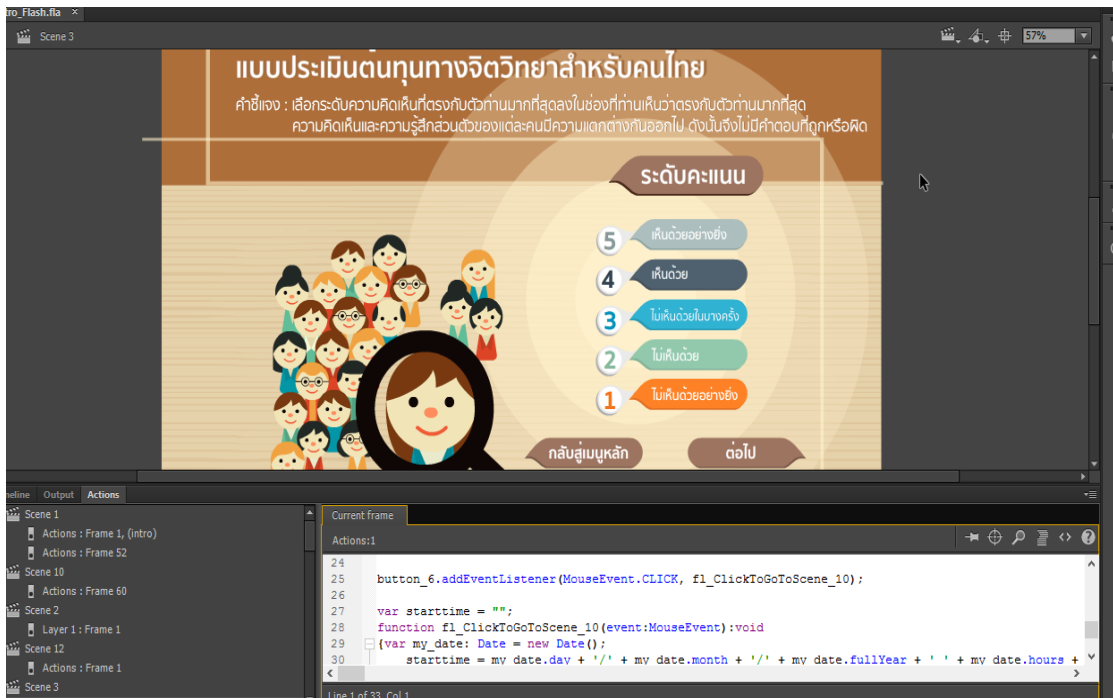 ntro_Flash.fla ×
Scene 3
57%
แบบประเมินต้นทุนทางจิตวิทยาสำหรับคนไทย
คำชี้แจง : เลือกระดับความคิดเห็นที่ตรงกับตัวท่านมากที่สุดลงในช่องที่ท่านเห็นว่าตรงกับตัวท่านมากที่สุด
ความคิดเห็นและความรู้สึกส่วนตัวของแต่ละคนมีความแตกต่างกันออกไป ดังนั้นจึงไม่มีคำตอบที่ถูกหรือผิด
ระดับคะแนน
5 เห็นด้วยอย่างยิ่ง
4 เห็นด้วย
3 ไม่เห็นด้วยในบางครั้ง
2 ไม่เห็นด้วย
1 ไม่เห็นด้วยอย่างยิ่ง
กลับสู่เมนูหลัก ต่อไป
meline Output Actions
Scene 1
Actions : Frame 1, (intro)
Actions : Frame 52
Scene 10
Actions : Frame 60
Scene 2
Layer 1 : Frame 1
Scene 12
Actions : Frame 1
Scene 3
Current frame
Actions:1
24
25 button_6.addEventListener(MouseEvent.CLICK, fl_ClickToGoToScene_10);
26
27 var starttime = "";
28 function fl_ClickToGoToScene_10(event:MouseEvent):void
29 {var my_date: Date = new Date();
30 starttime = my_date.day + '/' + my_date.month + '/' + my_date.fullYear + ' ' + my_date.hours +
Line 1 of 33, Col 1